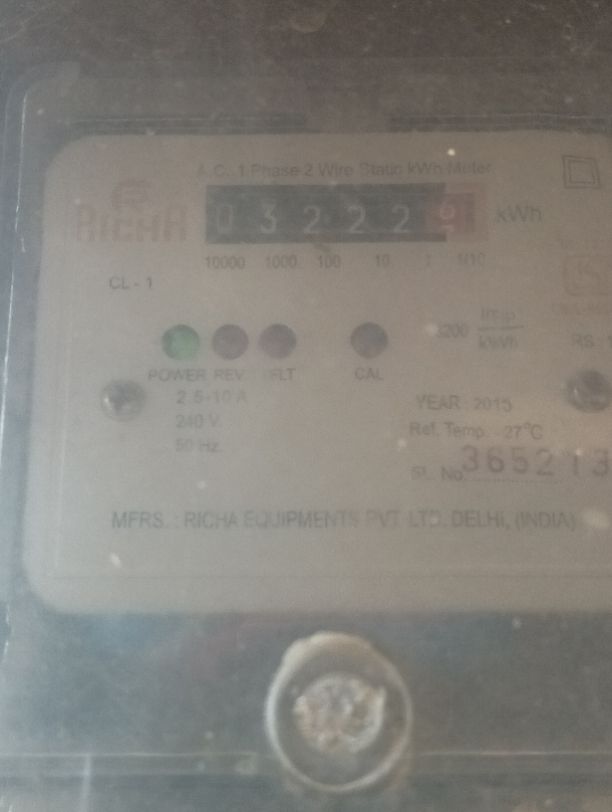 A.C. 1 Phase 2 Wire Static kWh Meter
RICHA
0 3 2 2 2 kWh
10000 1000 100 10 1 1/10
CL - 1
3200 imp/kWh
POWER REV EFLT CAL
RS
2.5-10 A
240 V.
50 Hz.
YEAR : 2015
Ref. Temp. -27°C
SL. No. 365213
MFRS. : RICHA EQUIPMENTS PVT. LTD. DELHI, (INDIA)